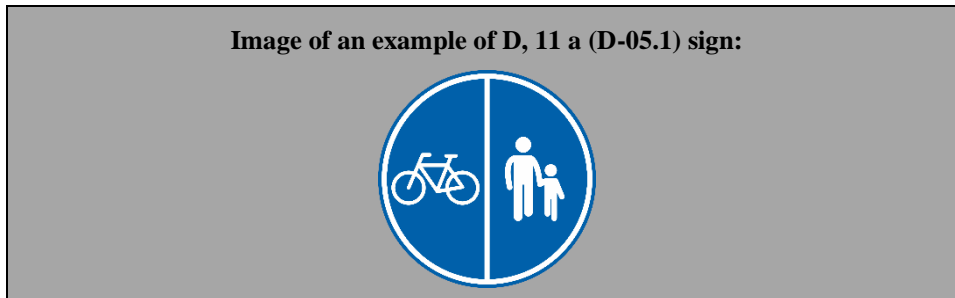 Image of an example of D, 11 a (D-05.1) sign: